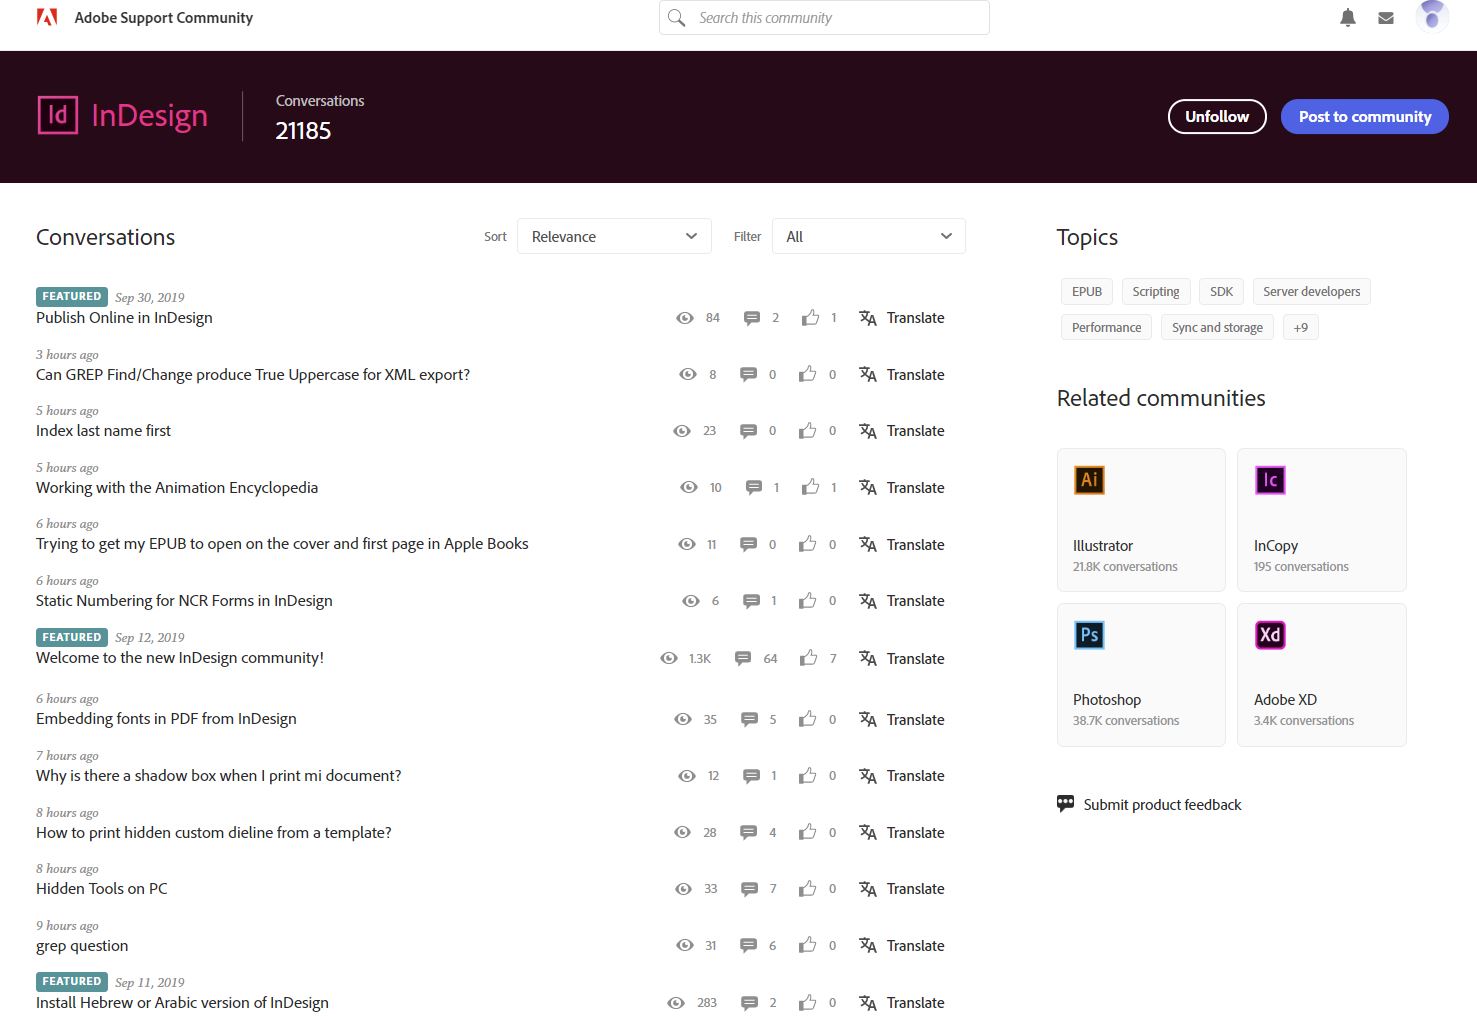 Adobe Support Community
Search this community
Id InDesign
Conversations
21185
Unfollow
Post to community
Conversations
Sort
Relevance
Filter
All
FEATURED Sep 30, 2019
Publish Online in InDesign 84 2 1 Translate
3 hours ago
Can GREP Find/Change produce True Uppercase for XML export? 8 0 0 Translate
5 hours ago
Index last name first 23 0 0 Translate
5 hours ago
Working with the Animation Encyclopedia 10 1 1 Translate
6 hours ago
Trying to get my EPUB to open on the cover and first page in Apple Books 11 0 0 Translate
6 hours ago
Static Numbering for NCR Forms in InDesign 6 1 0 Translate
FEATURED Sep 12, 2019
Welcome to the new InDesign community! 1.3K 64 7 Translate
6 hours ago
Embedding fonts in PDF from InDesign 35 5 0 Translate
7 hours ago
Why is there a shadow box when I print mi document? 12 1 0 Translate
8 hours ago
How to print hidden custom dieline from a template? 28 4 0 Translate
8 hours ago
Hidden Tools on PC 33 7 0 Translate
9 hours ago
grep question 31 6 0 Translate
FEATURED Sep 11, 2019
Install Hebrew or Arabic version of InDesign 283 2 0 Translate
Topics
EPUB Scripting SDK Server developers
Performance Sync and storage +9
Related communities
Ai
Illustrator
21.8K conversations
Ic
InCopy
195 conversations
Ps
Photoshop
38.7K conversations
Xd
Adobe XD
3.4K conversations
Submit product feedback